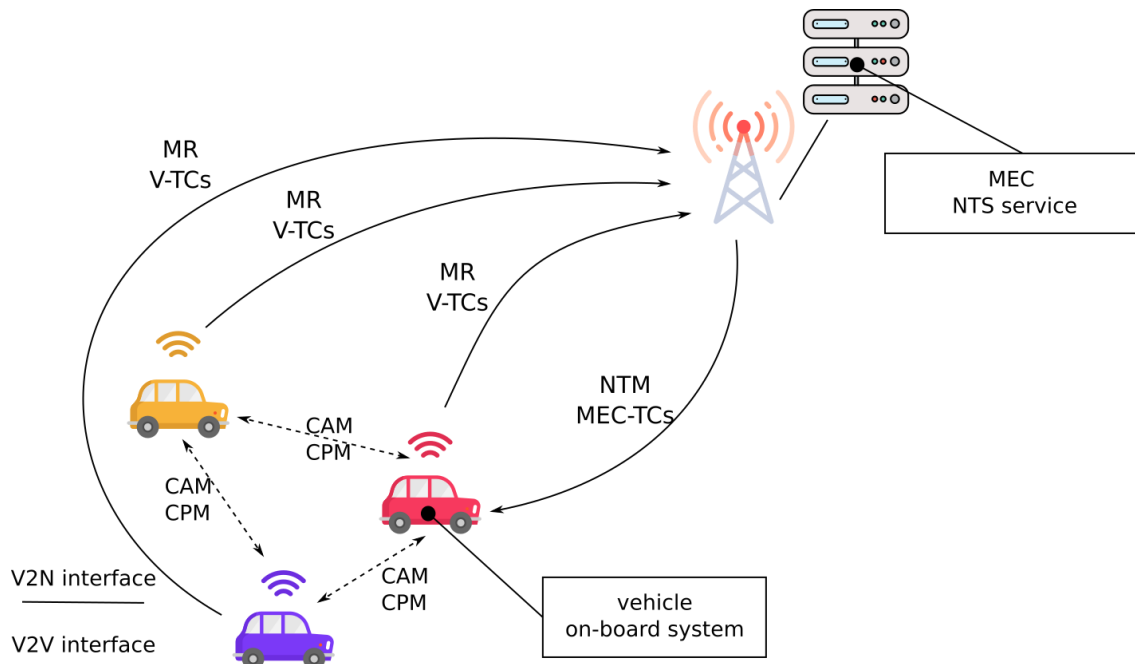 MR
V-TCs
MR
V-TCs
MR
V-TCs
MEC
NTS service
NTM
MEC-TCs
CAM
CPM
CAM
CPM
CAM
CPM
V2N interface
V2V interface
vehicle
on-board system